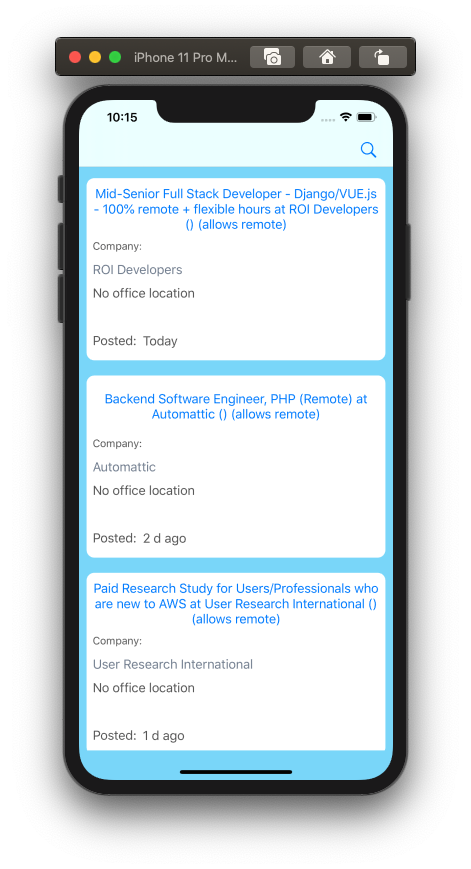 iPhone 11 Pro M...
10:15
Mid-Senior Full Stack Developer - Django/VUE.js
- 100% remote + flexible hours at ROI Developers
() (allows remote)
Company:
ROI Developers
No office location
Posted: Today
Backend Software Engineer, PHP (Remote) at
Automattic () (allows remote)
Company:
Automattic
No office location
Posted: 2 d ago
Paid Research Study for Users/Professionals who
are new to AWS at User Research International ()
(allows remote)
Company:
User Research International
No office location
Posted: 1 d ago